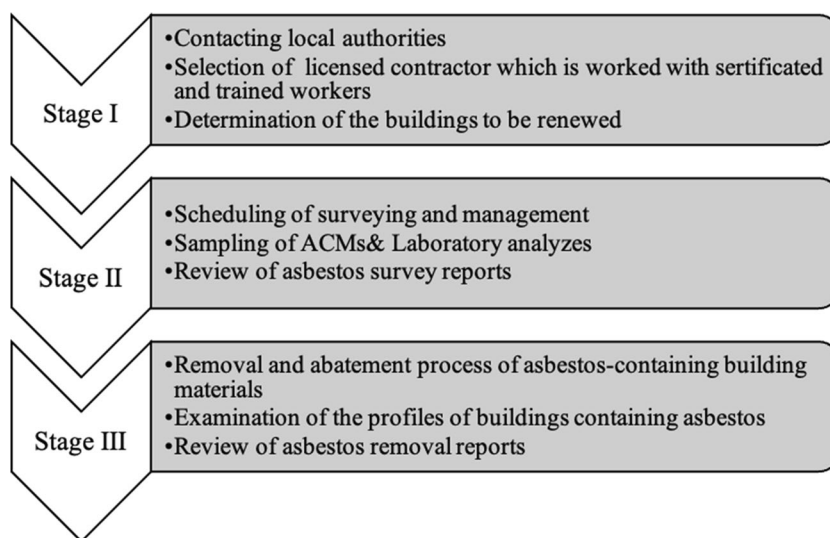 Stage I
•Contacting local authorities
•Selection of licensed contractor which is worked with sertificated
and trained workers
•Determination of the buildings to be renewed
Stage II
•Scheduling of surveying and management
•Sampling of ACMs& Laboratory analyzes
•Review of asbestos survey reports
Stage III
•Removal and abatement process of asbestos-containing building
materials
•Examination of the profiles of buildings containing asbestos
•Review of asbestos removal reports